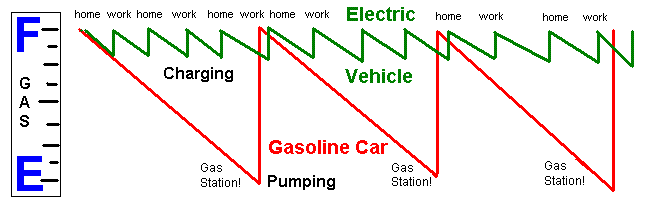 home work home work home work home work Electric home work home work
F
Charging Vehicle
G
A
S
Gasoline Car
Gas
Station!
Gas
Station!
Gas
Station!
E
Pumping